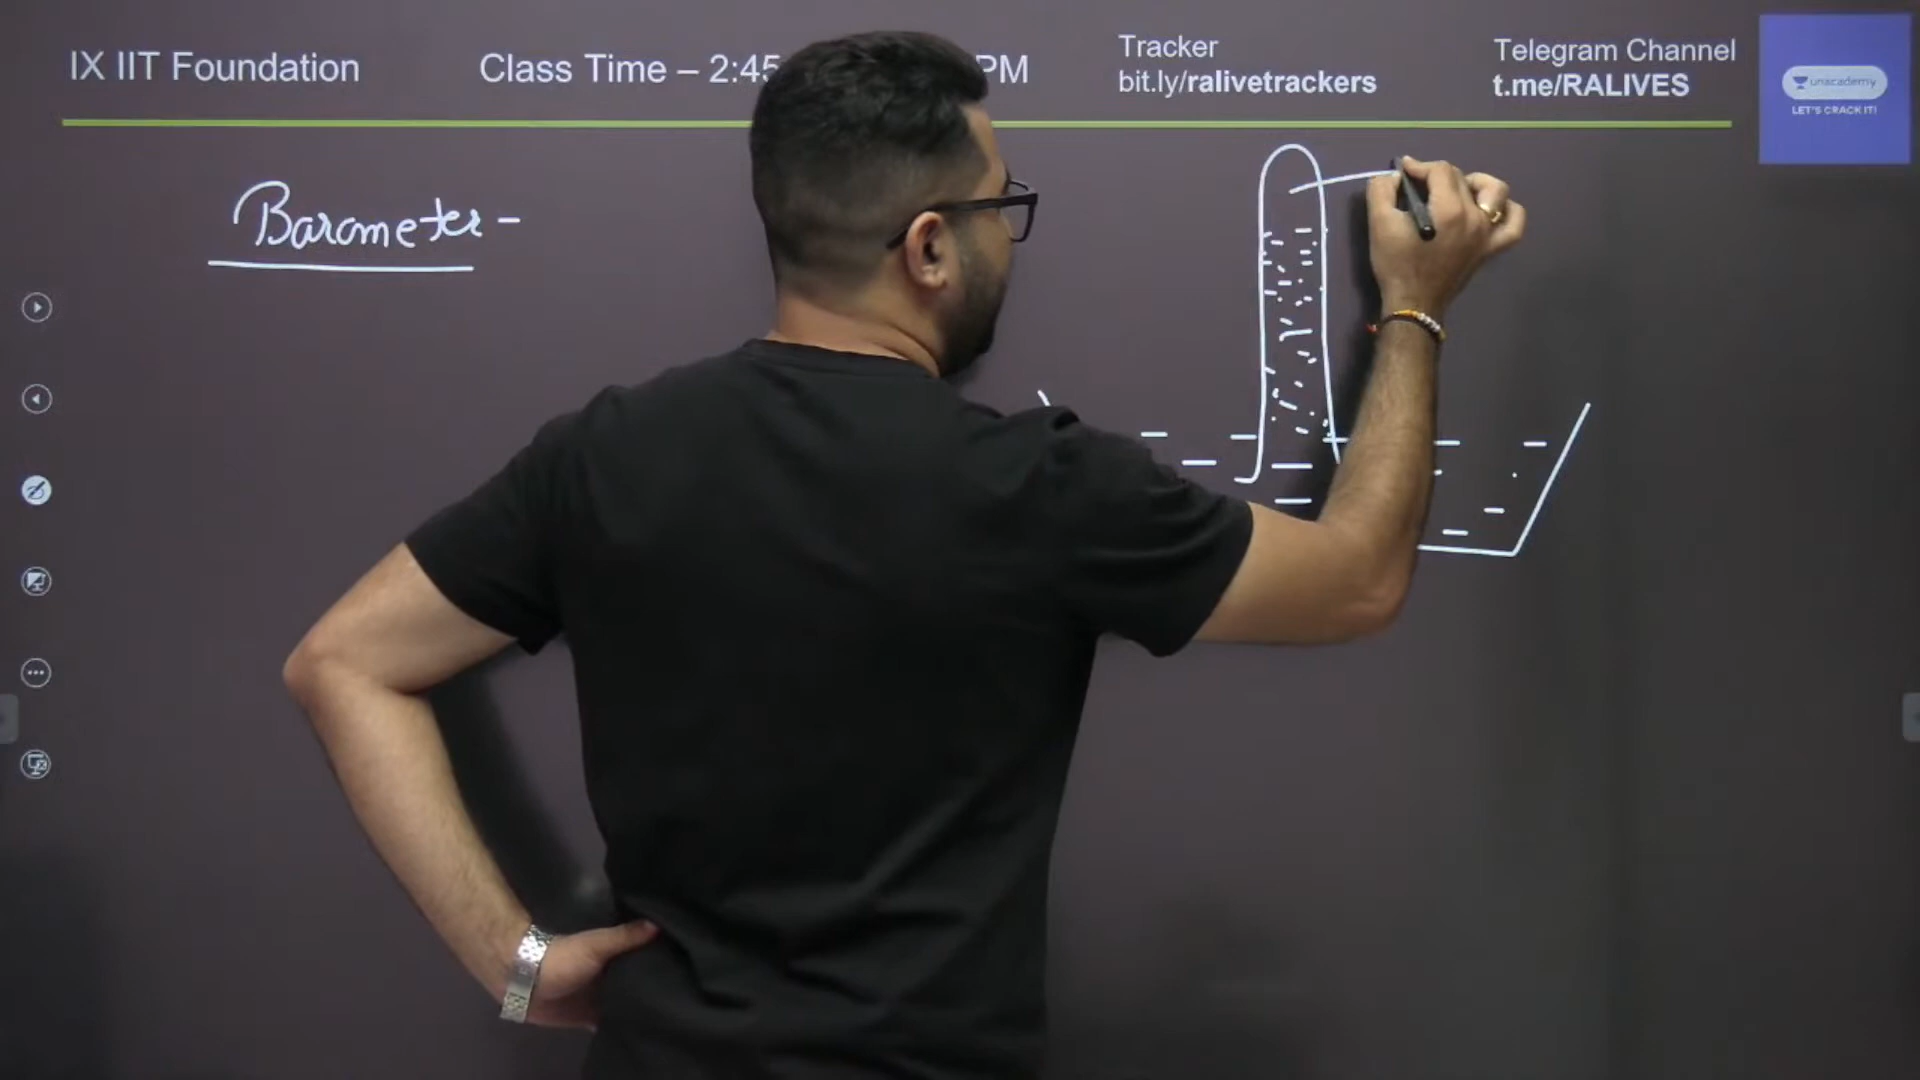 IX IIT Foundation
Class Time – 2:45 PM
Tracker
bit.ly/ralivetrackers
Telegram Channel
t.me/RALIVES
unacademy
LET'S CRACK IT!
Barometer -